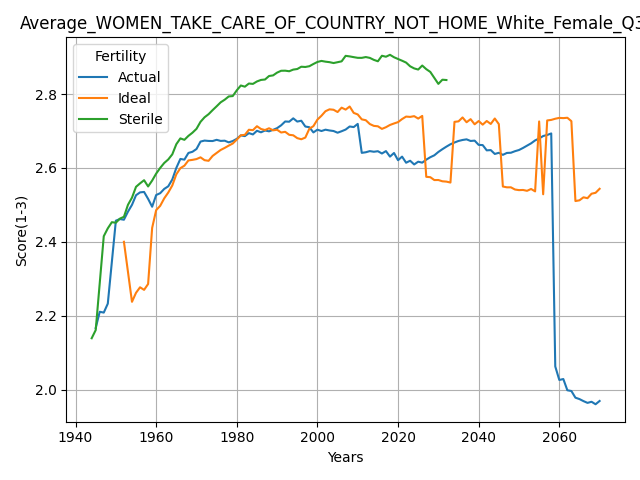 Average_WOMEN_TAKE_CARE_OF_COUNTRY_NOT_HOME_White_Female_Q3
Fertility
Actual
Ideal
Sterile
Score(1-3)
2.8
2.6
2.4
2.2
2.0
1940 1960 1980 2000 2020 2040 2060
Years